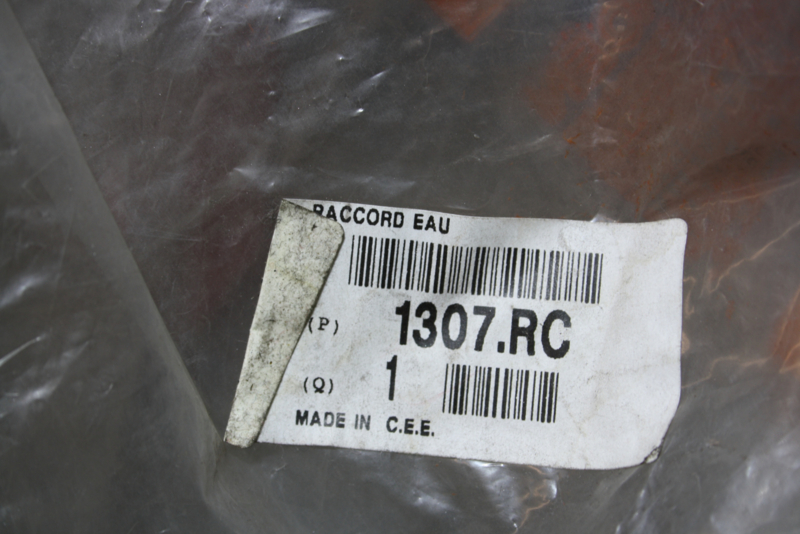 RACCORD EAU
(P) 1307.RC
(Q) 1
MADE IN C.E.E.